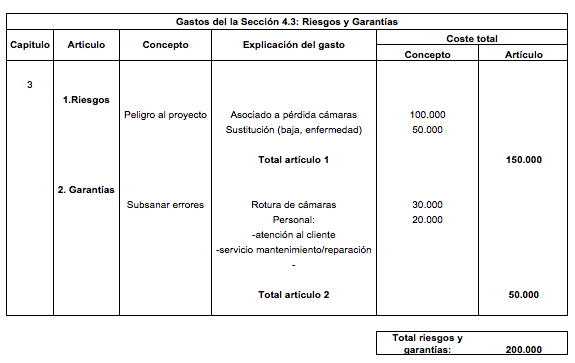 Gastos del la Sección 4.3: Riesgos y Garantías
Capitulo Articulo Concepto Explicación del gasto Coste total
Concepto Artículo
3
1.Riesgos
Peligro al proyecto Asociado a pérdida cámaras 100.000
Sustitución (baja, enfermedad) 50.000
Total artículo 1 150.000
2. Garantías
Subsanar errores Rotura de cámaras 30.000
Personal: 20.000
-atención al cliente
-servicio mantenimiento/reparación
-
Total artículo 2 50.000
Total riesgos y
garantías: 200.000